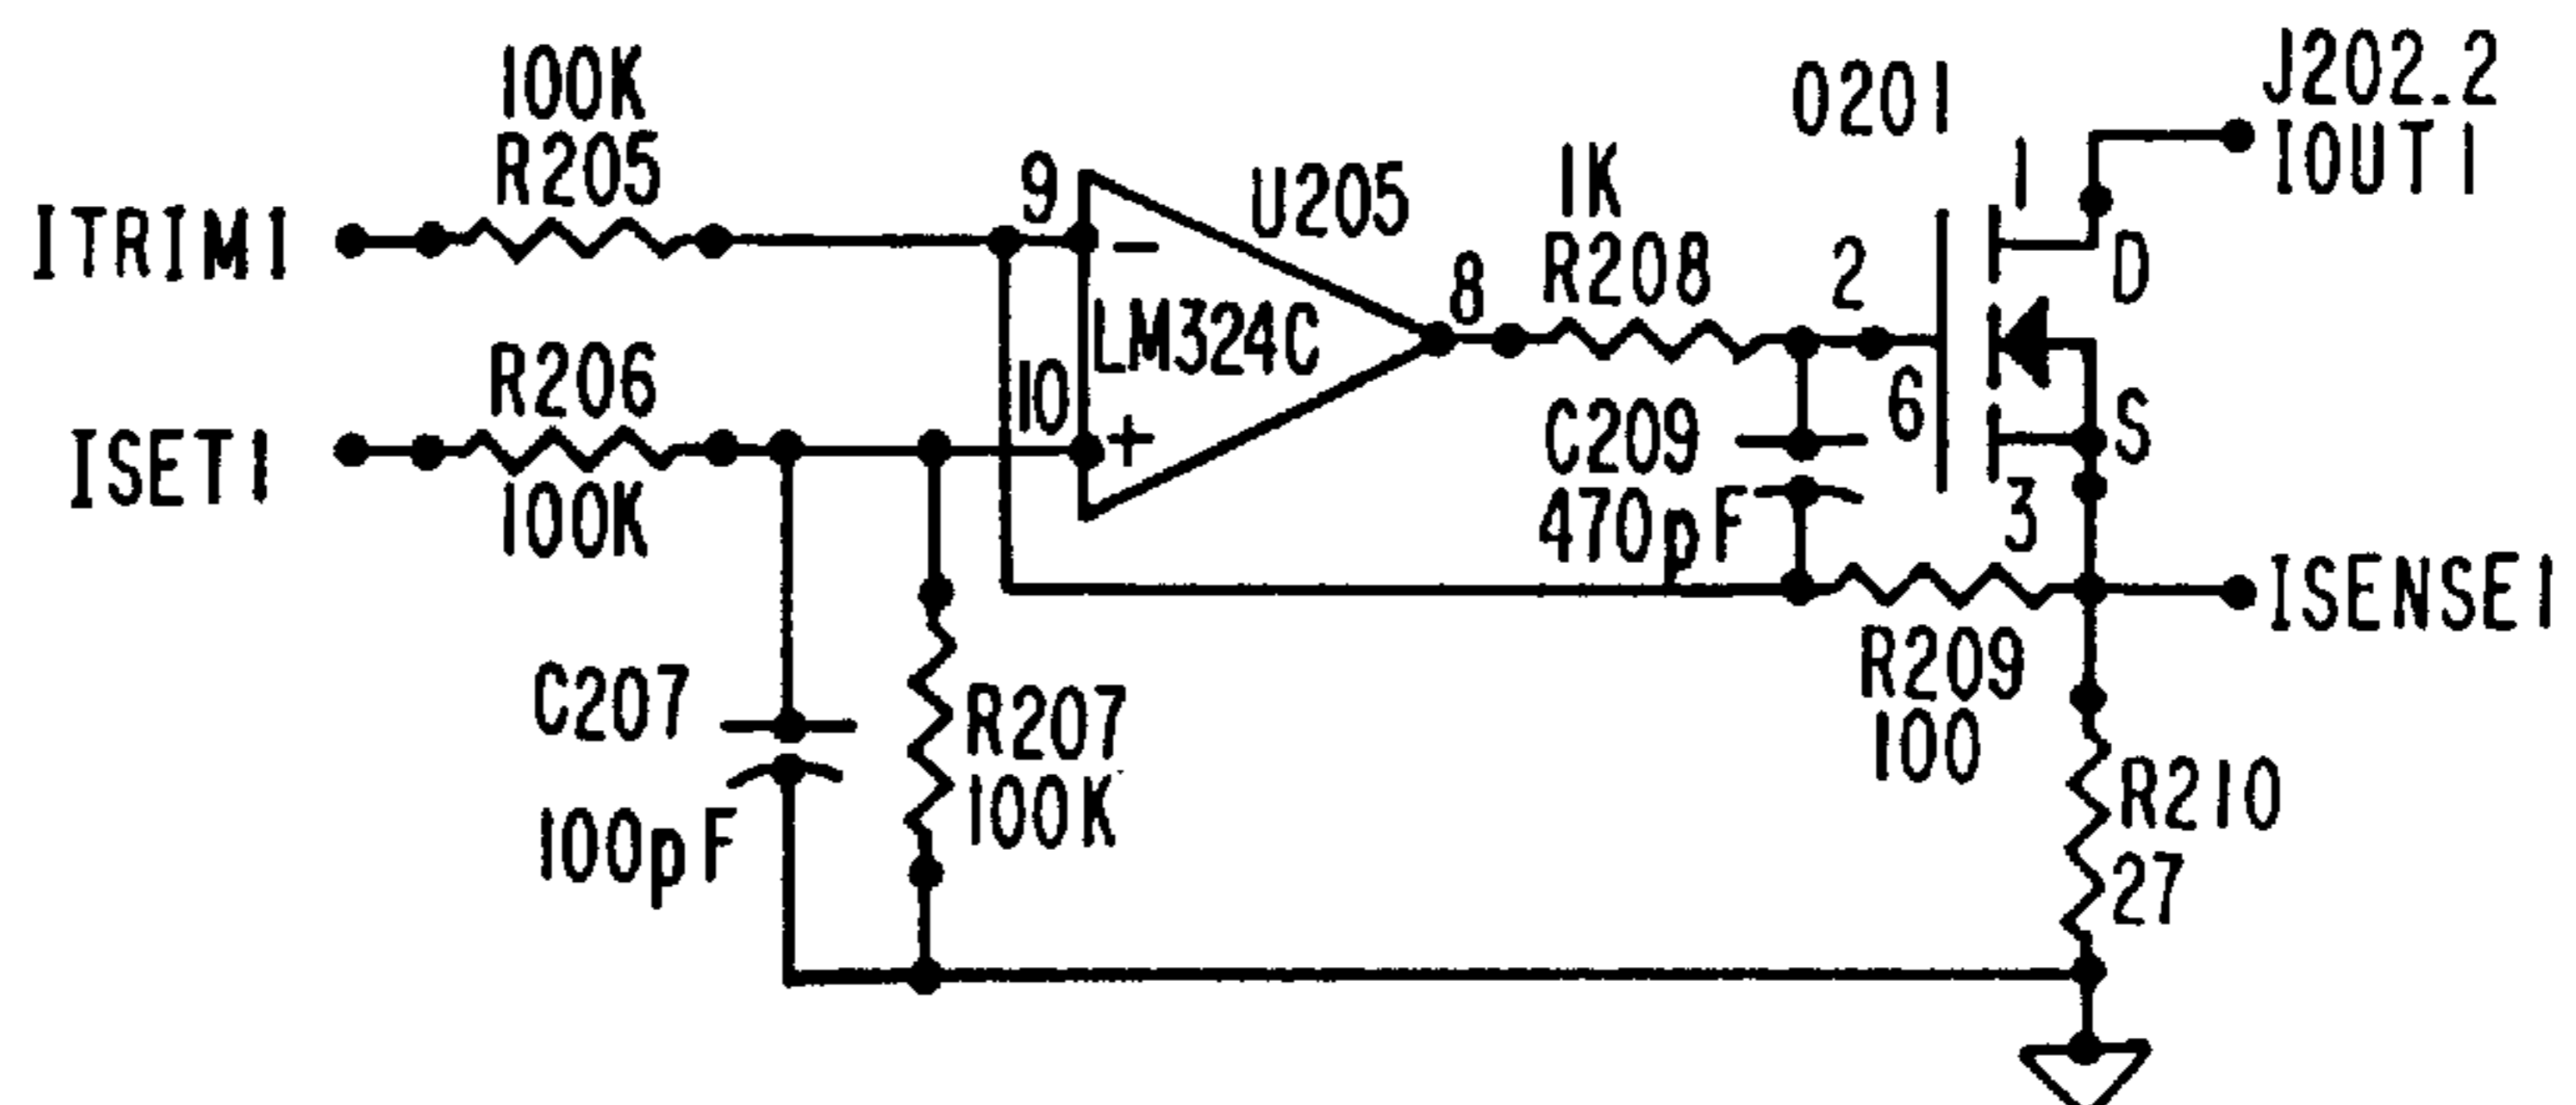 100K
R205
ITRIM1
9
-
U205
LM324C
8
R206
ISET1
10
+
100K
1K
R208
0201
1
J202.2
IOUT1
2
D
6
S
C209
470pF
3
ISENSE1
R209
100
C207
100pF
R207
100K
R210
27